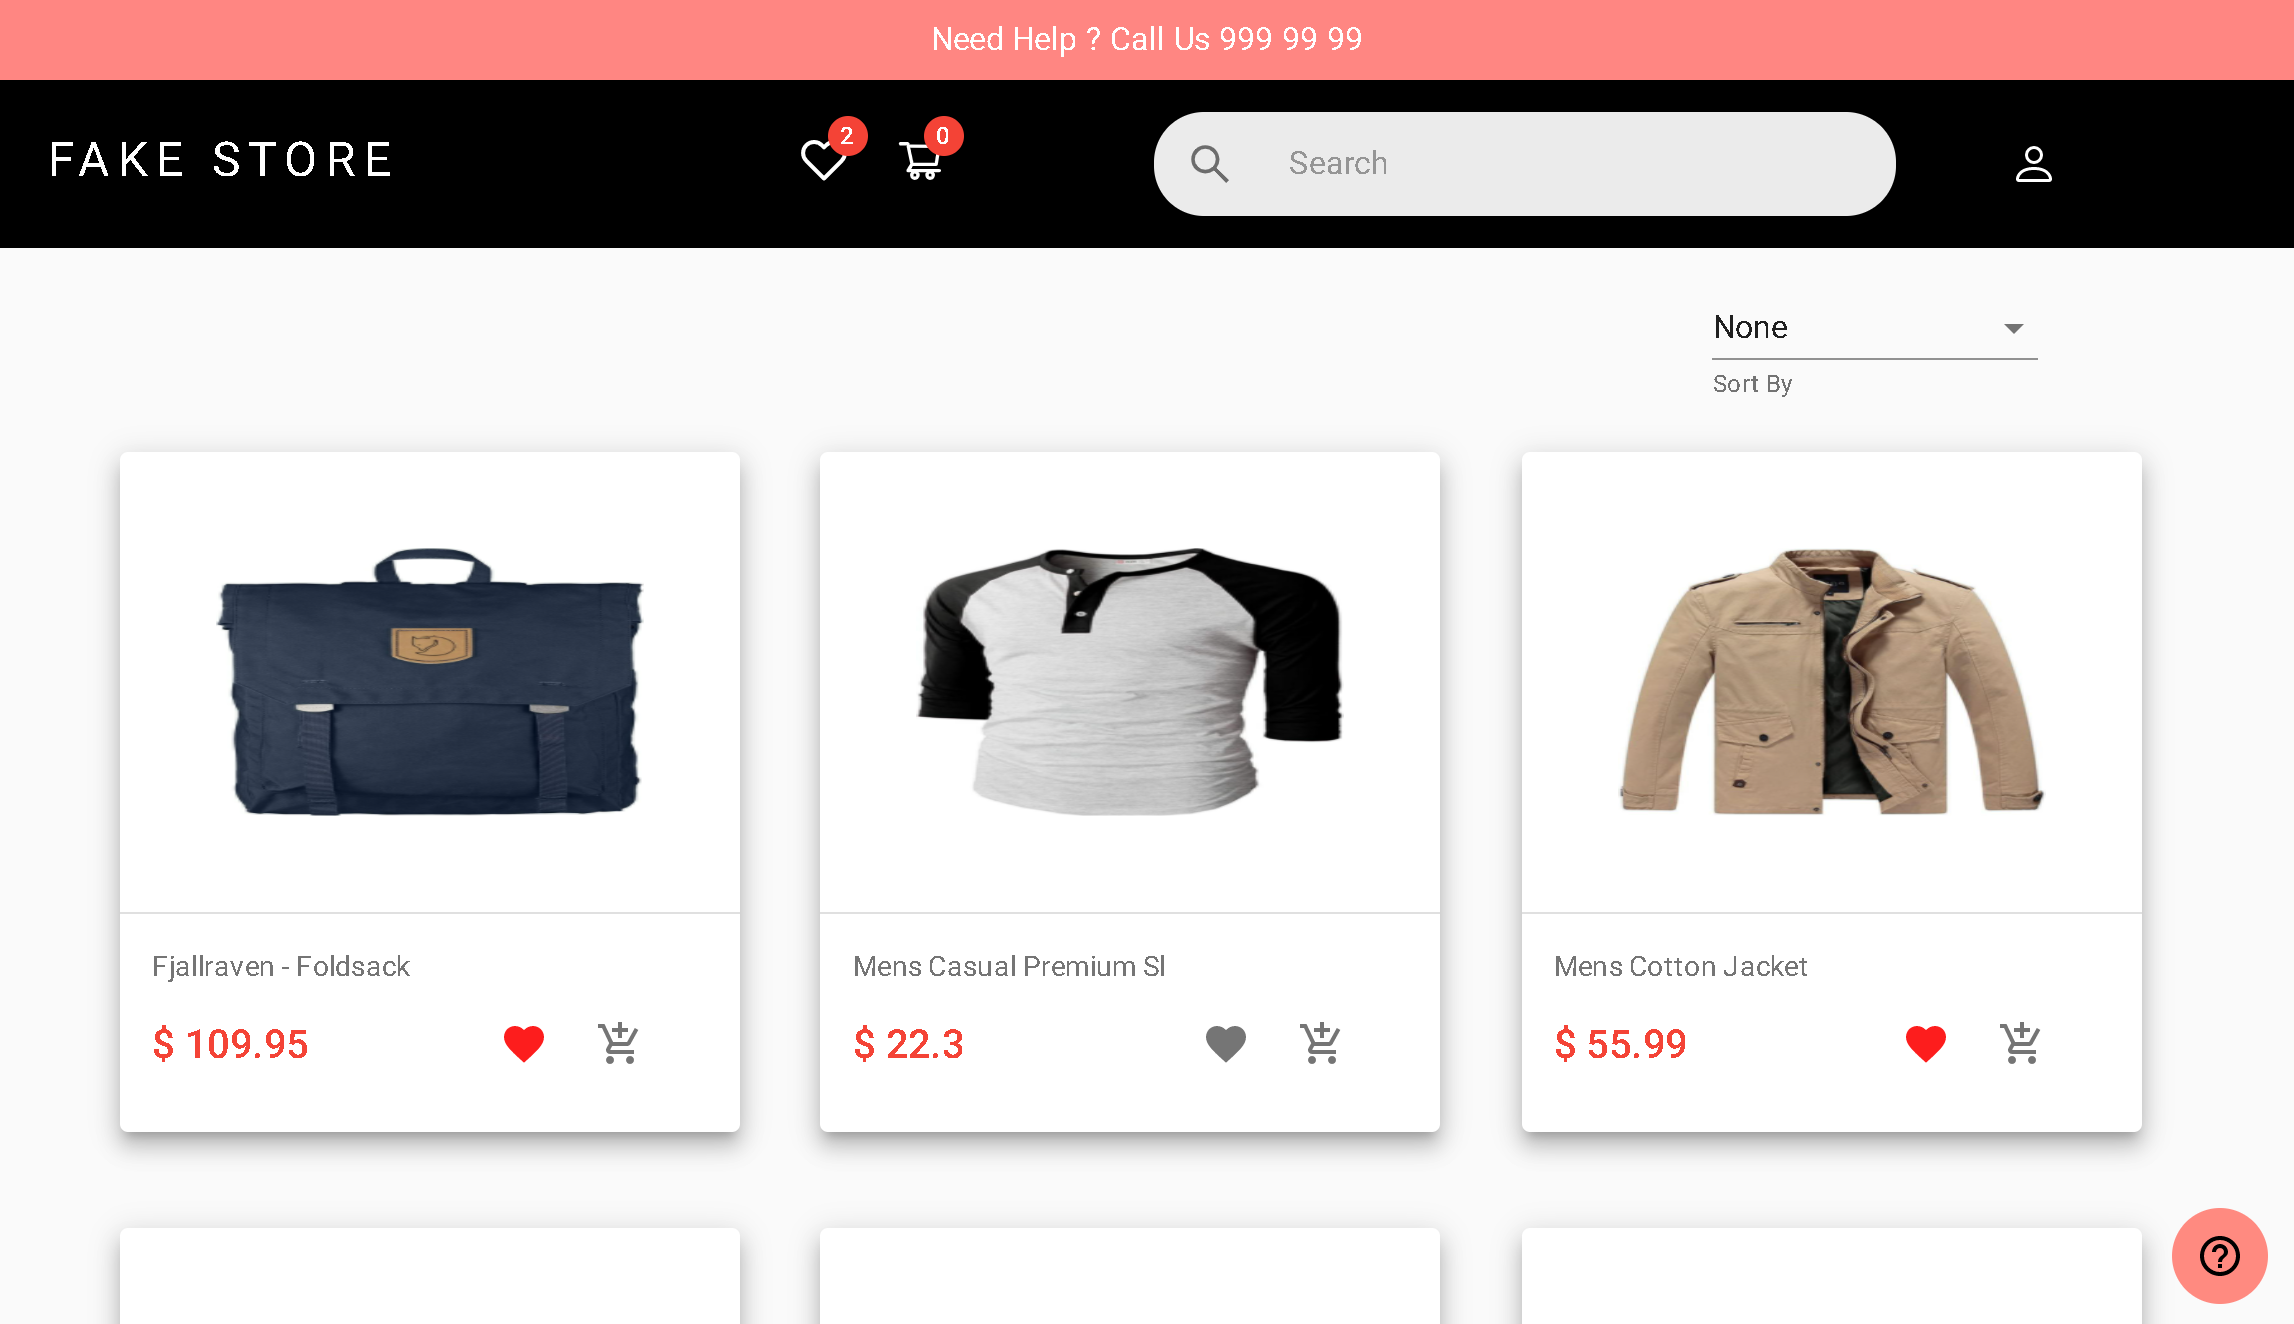 Need Help ? Call Us 999 99 99
FAKE STORE
2
0
Search
None
Sort By
Fjallraven - Foldsack
Mens Casual Premium Sl
Mens Cotton Jacket
$ 109.95
$ 22.3
$ 55.99